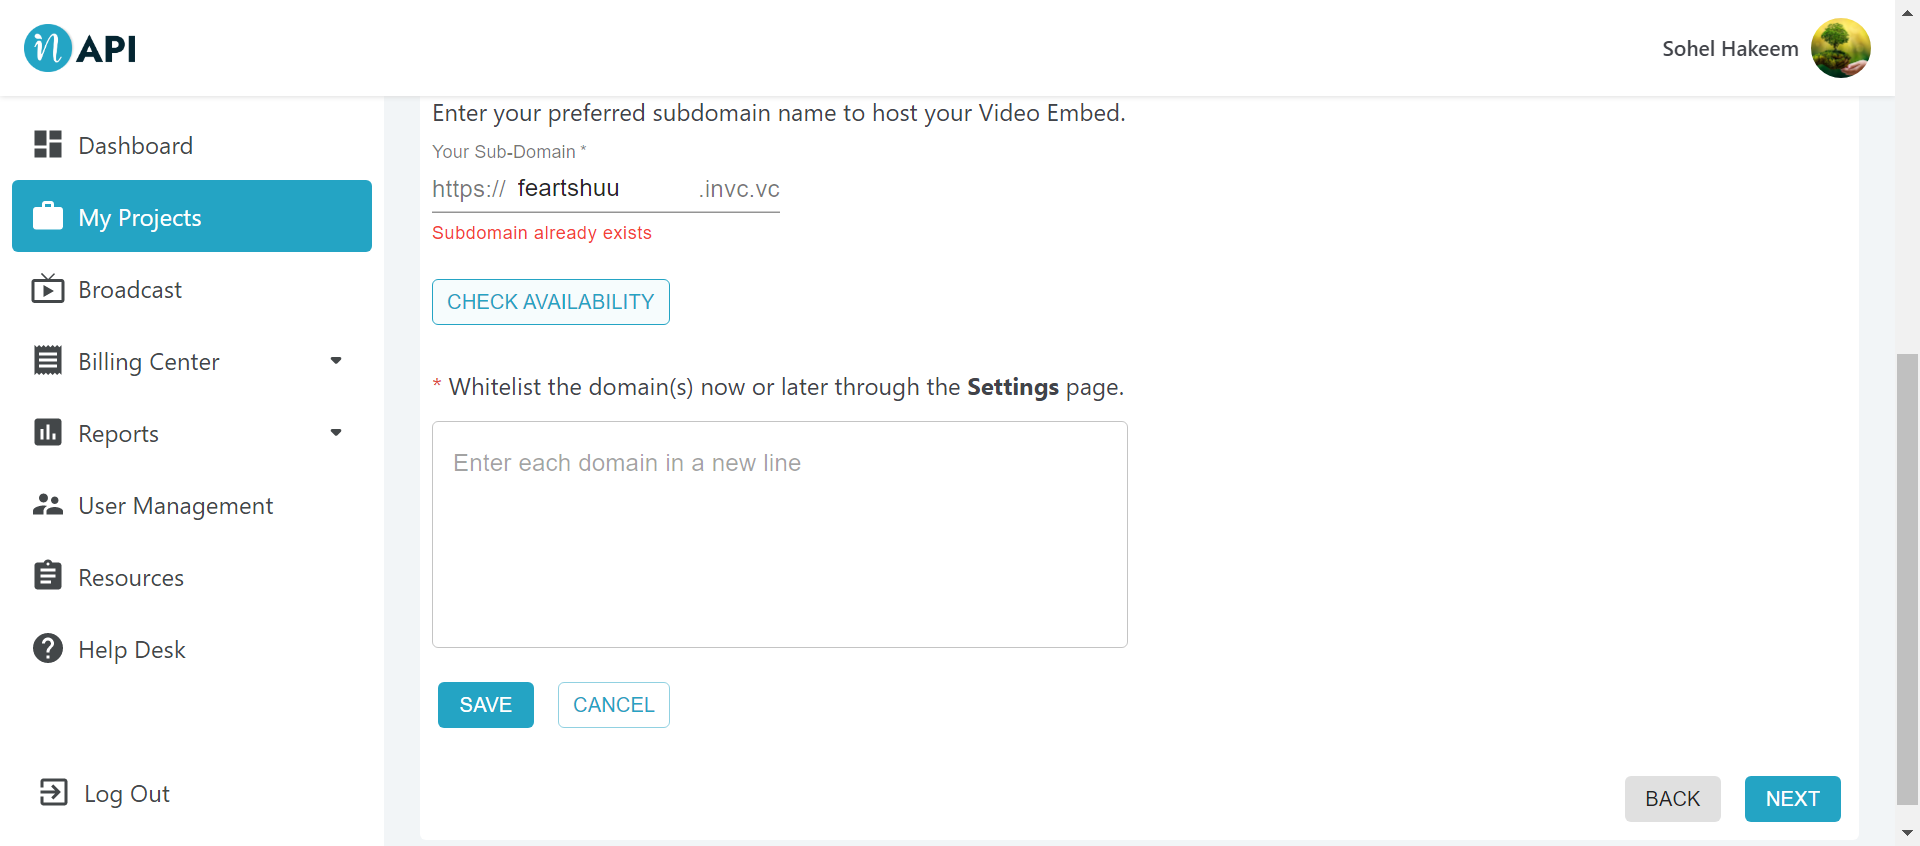 in API
Sohel Hakeem
Dashboard
My Projects
Broadcast
Billing Center
Reports
User Management
Resources
Help Desk
Log Out
Enter your preferred subdomain name to host your Video Embed.
Your Sub-Domain *
https:// feartshuu .invc.vc
Subdomain already exists
CHECK AVAILABILITY
* Whitelist the domain(s) now or later through the Settings page.
Enter each domain in a new line
SAVE CANCEL
BACK NEXT